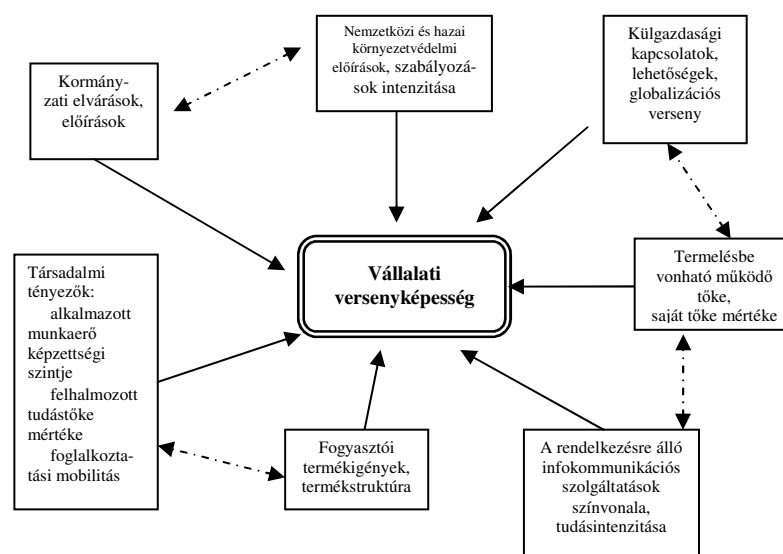 Kormány-
zati elvárások,
előírások
Nemzetközi és hazai
környezetvédelmi
előírások, szabályozá-
sok intenzitása
Külgazdasági
kapcsolatok,
lehetőségek,
globalizációs
verseny
Vállalati
versenyképesség
Társadalmi
tényezők:
alkalmazott
munkaerő
képzettségi
szintje
felhalmozott
tudástőke
mértéke
foglalkozta-
tási mobilitás
Termelésbe
vonható működő
tőke,
saját tőke mértéke
Fogyasztói
termékigények,
termékstruktúra
A rendelkezésre álló
infokommunikációs
szolgáltatások
színvonala,
tudásintenzitása